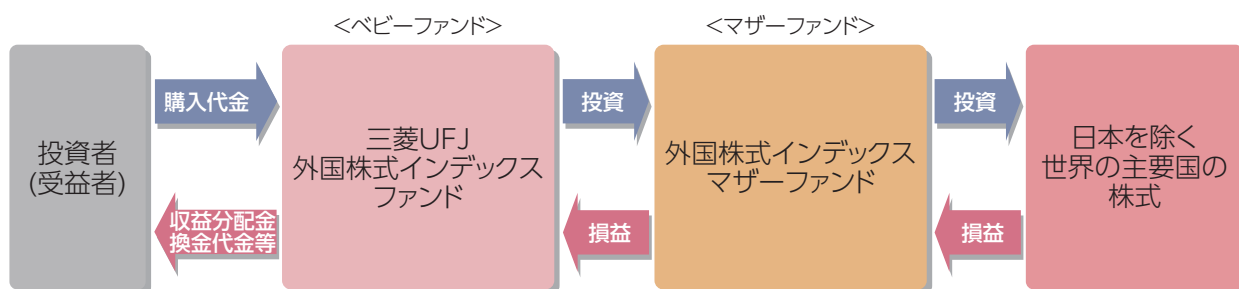 <ベビーファンド>
<マザーファンド>
投資者
(受益者)
購入代金
収益分配金
換金代金等
三菱UFJ
外国株式インデックス
ファンド
投資
損益
外国株式インデックス
マザーファンド
投資
損益
日本を除く
世界の主要国の
株式